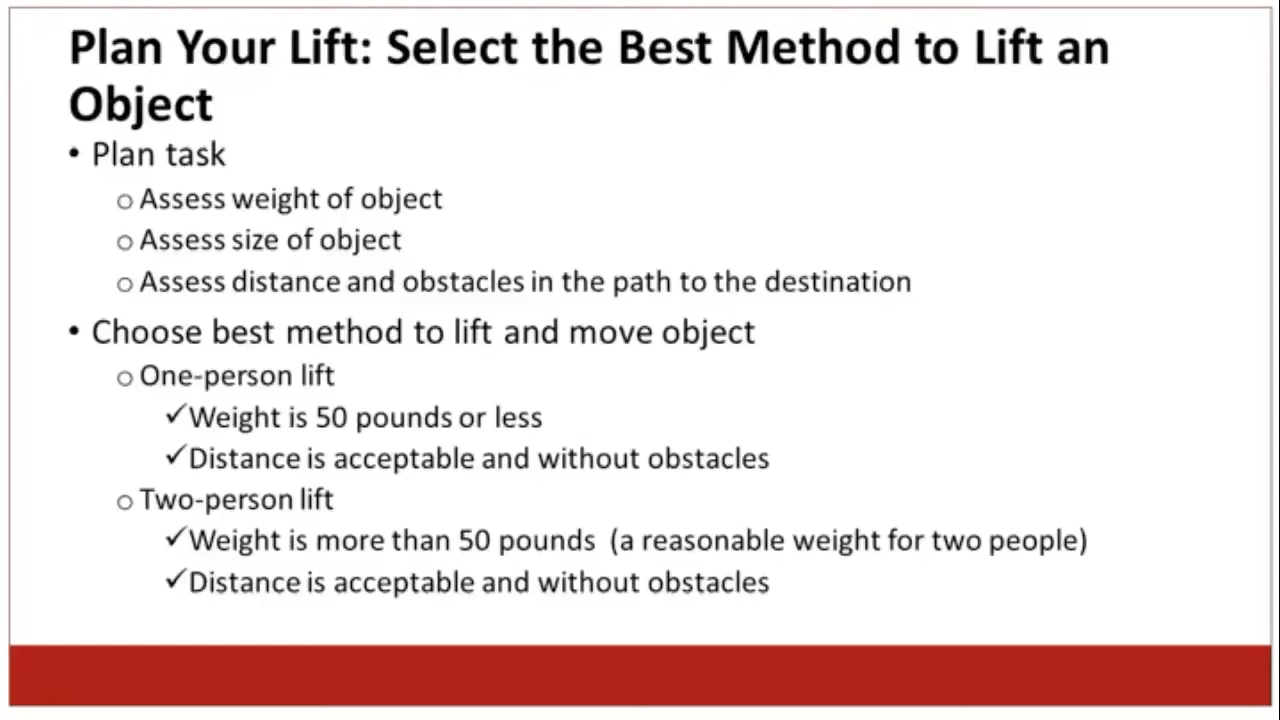 Plan Your Lift: Select the Best Method to Lift an
Object
• Plan task
o Assess weight of object
o Assess size of object
o Assess distance and obstacles in the path to the destination
• Choose best method to lift and move object
o One-person lift
✓Weight is 50 pounds or less
✓Distance is acceptable and without obstacles
o Two-person lift
✓Weight is more than 50 pounds (a reasonable weight for two people)
✓Distance is acceptable and without obstacles